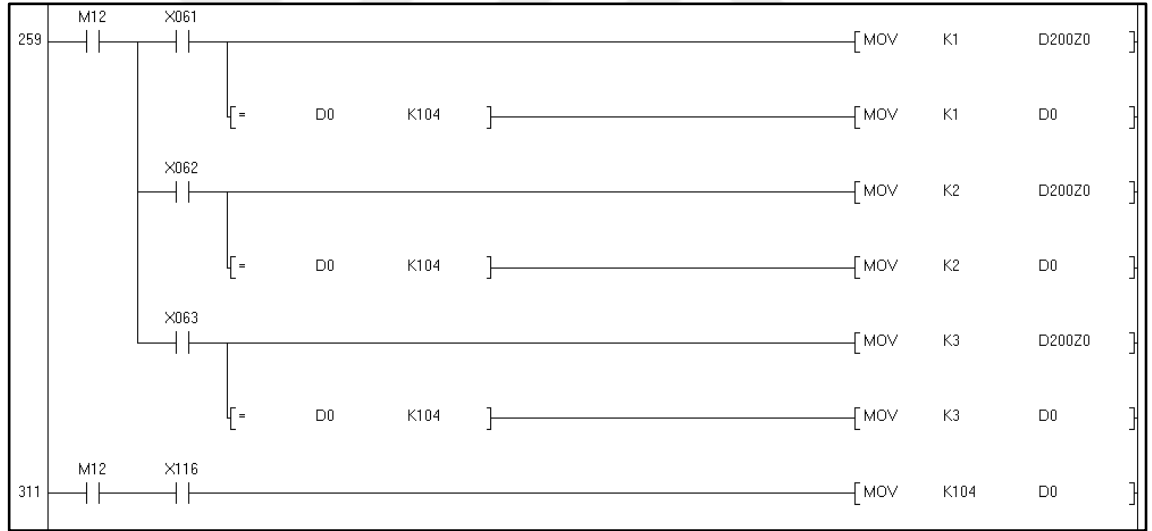 M12 X061
259 [ MOV K1 D200Z0 ]
[ = D0 K104 ] [ MOV K1 D0 ]
X062
[ MOV K2 D200Z0 ]
[ = D0 K104 ] [ MOV K2 D0 ]
X063
[ MOV K3 D200Z0 ]
[ = D0 K104 ] [ MOV K3 D0 ]
M12 X116
311 [ MOV K104 D0 ]